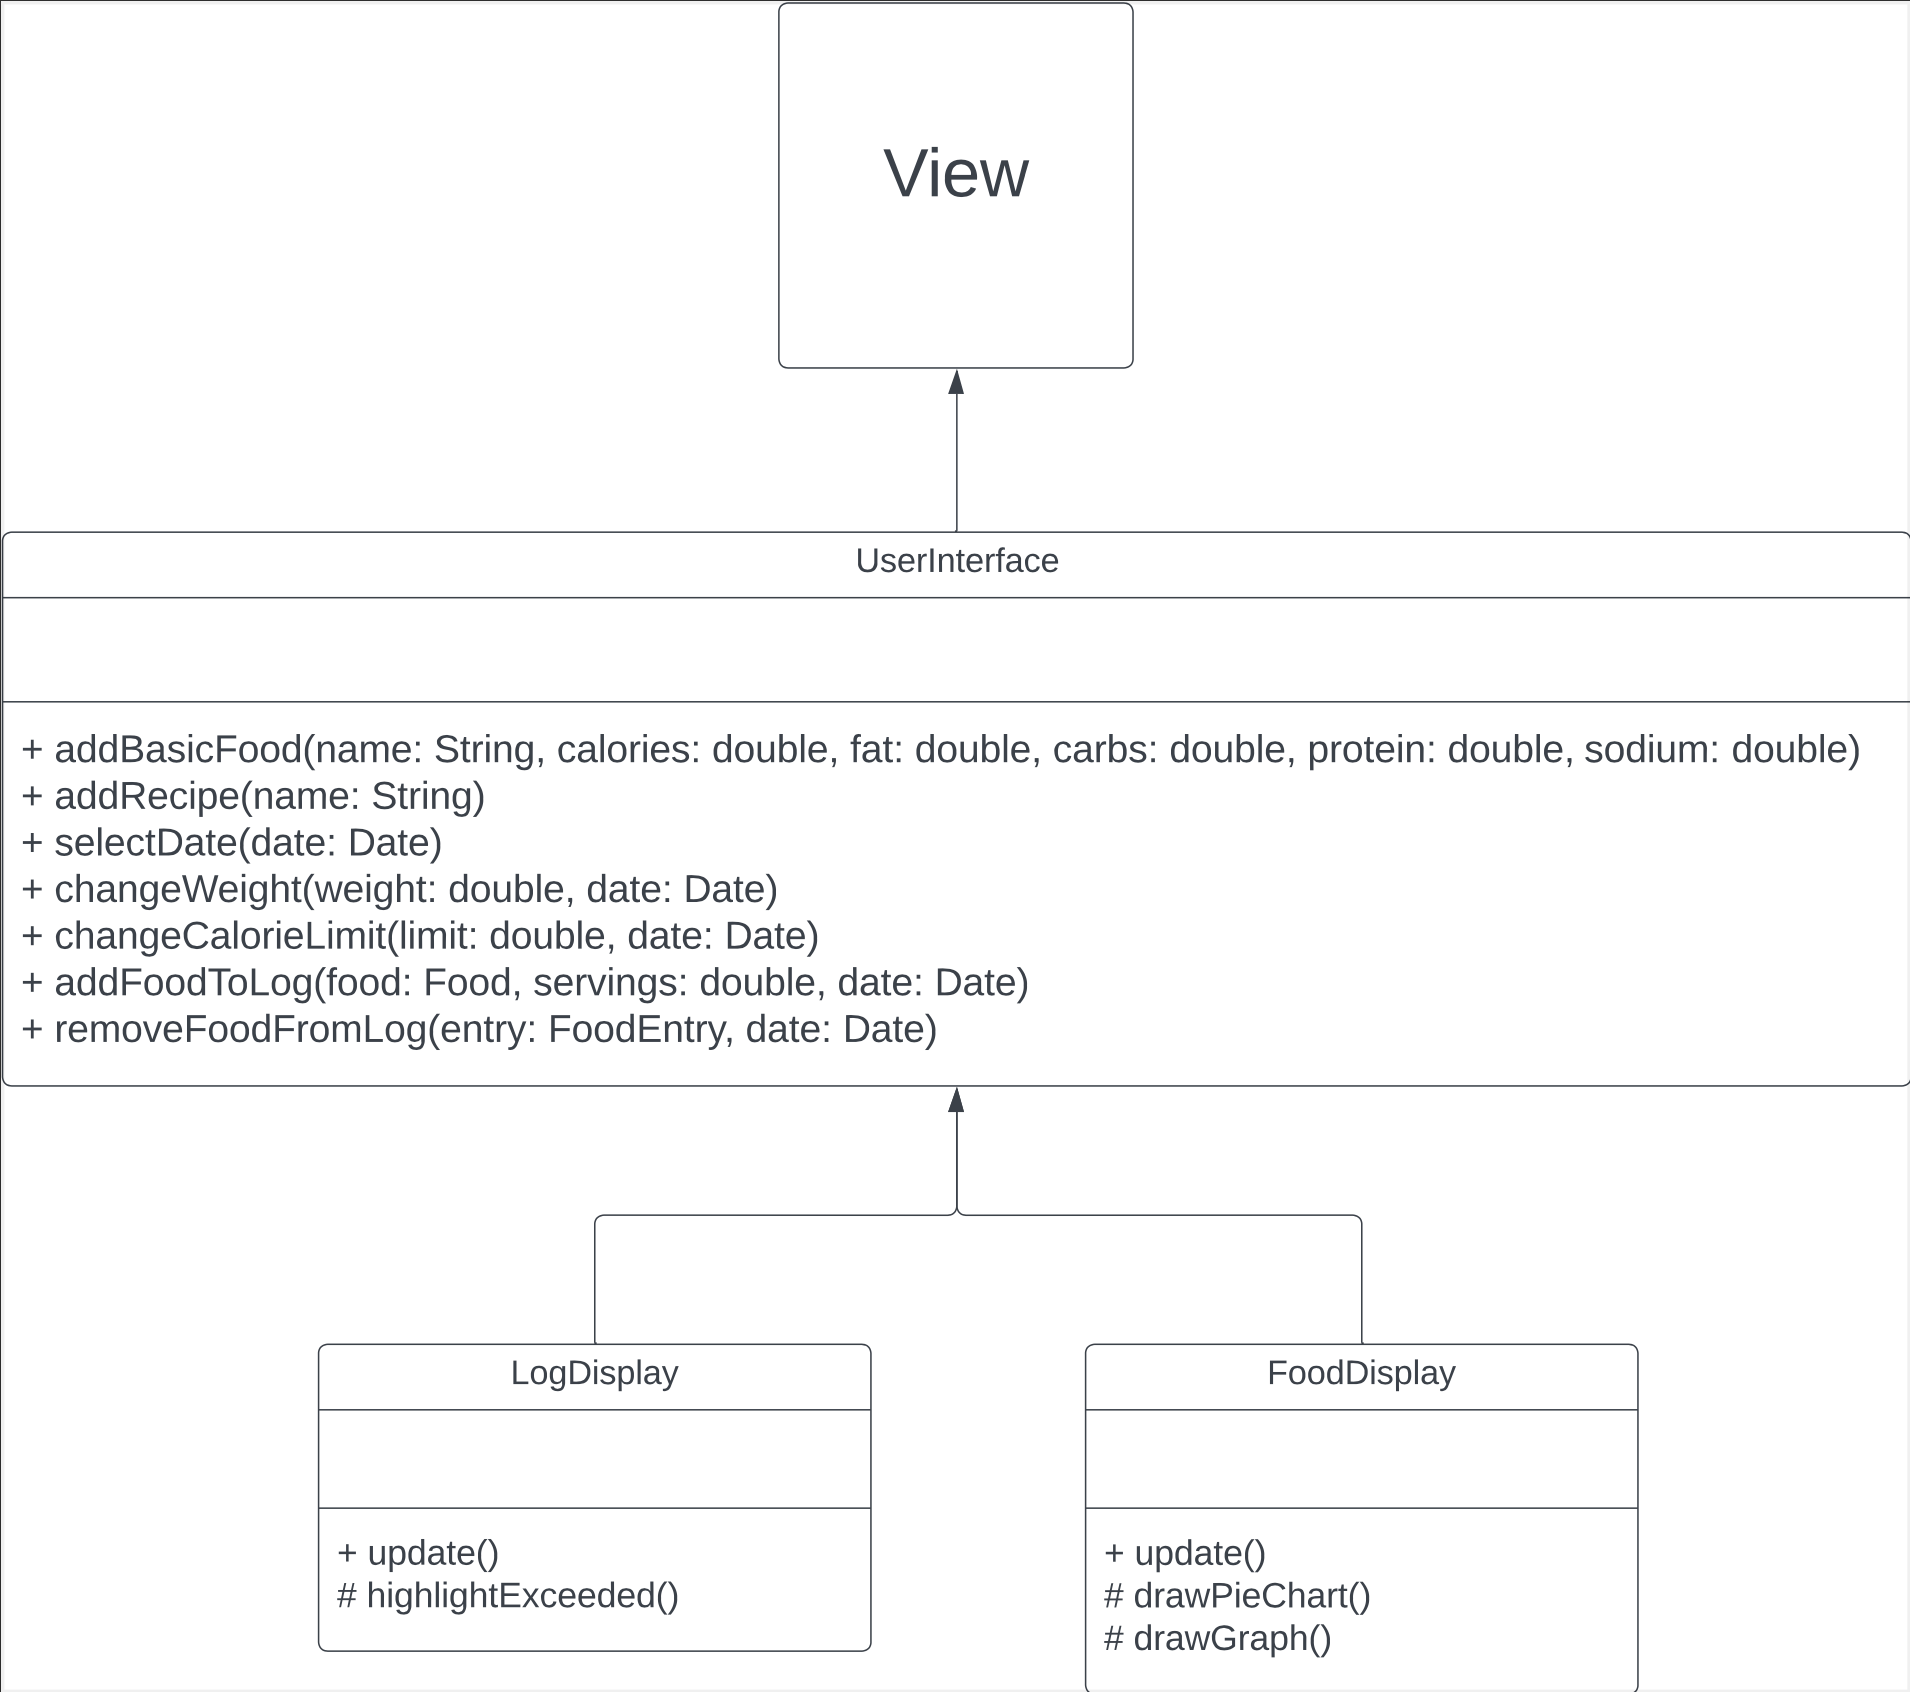 View
UserInterface
+ addBasicFood(name: String, calories: double, fat: double, carbs: double, protein: double, sodium: double)
+ addRecipe(name: String)
+ selectDate(date: Date)
+ changeWeight(weight: double, date: Date)
+ changeCalorieLimit(limit: double, date: Date)
+ addFoodToLog(food: Food, servings: double, date: Date)
+ removeFoodFromLog(entry: FoodEntry, date: Date)
LogDisplay
+ update()
# highlightExceeded()
FoodDisplay
+ update()
# drawPieChart()
# drawGraph()